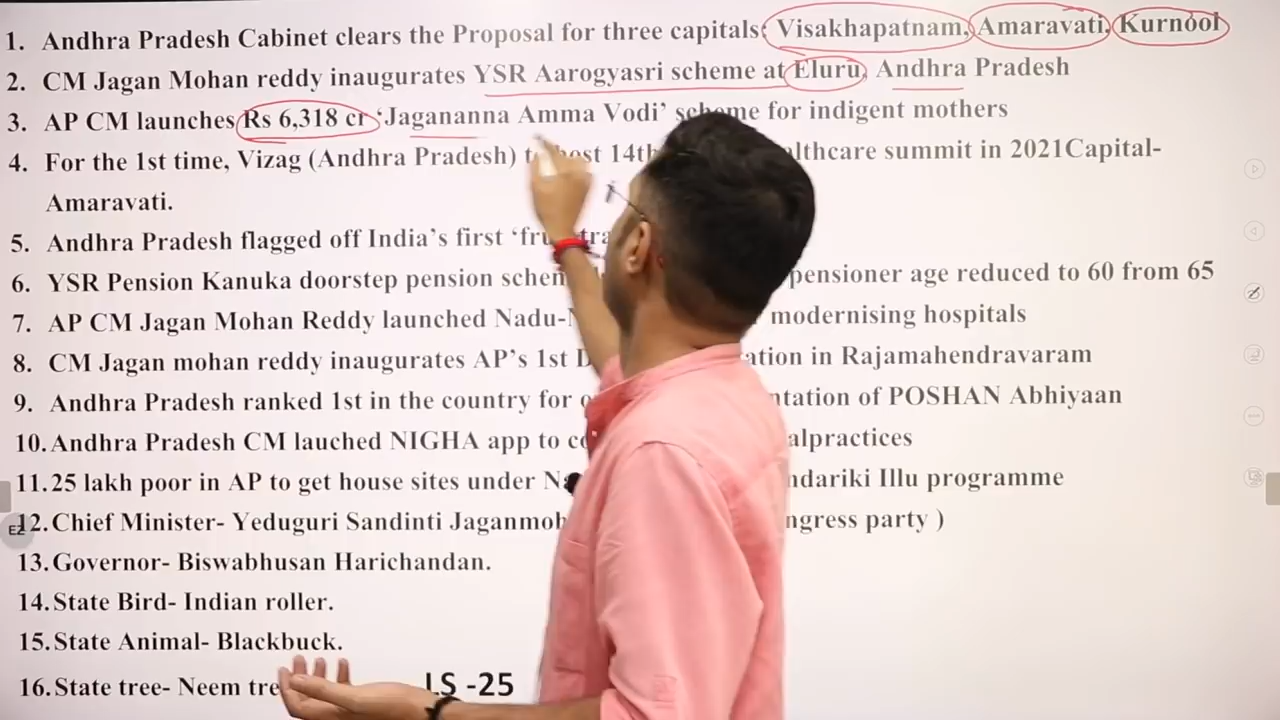 1. Andhra Pradesh Cabinet clears the Proposal for three capitals: Visakhapatnam, Amaravati, Kurnool
2. CM Jagan Mohan reddy inaugurates YSR Aarogyasri scheme at Eluru, Andhra Pradesh
3. AP CM launches Rs 6,318 cr ‘Jagananna Amma Vodi’ scheme for indigent mothers
4. For the 1st time, Vizag (Andhra Pradesh) 14th summit in 2021Capital-
Amaravati.
5. Andhra Pradesh flagged off India’s first
6. YSR Pension Kanuka doorstep pension pensioner age reduced to 60 from 65
7. AP CM Jagan Mohan Reddy launched modernising hospitals
8. CM Jagan mohan reddy inaugurates AP’s 1st in Rajamahendravaram
9. Andhra Pradesh ranked 1st in the country for of POSHAN Abhiyaan
10. Andhra Pradesh CM lauched NIGHA app to
11. 25 lakh poor in AP to get house sites under Illu programme
12. Chief Minister- Yeduguri Sandinti party )
13. Governor- Biswabhusan Harichandan.
14. State Bird- Indian roller.
15. State Animal- Blackbuck.
16. State tree- Neem LS -25